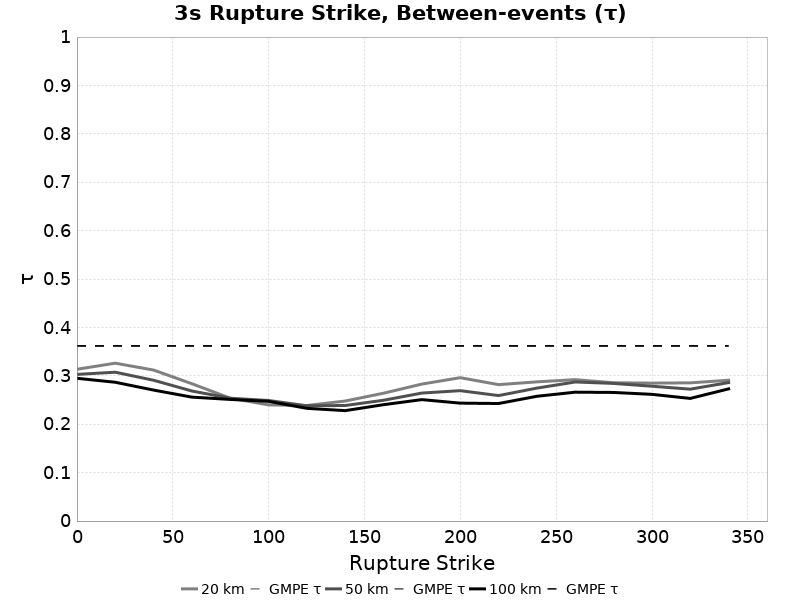 3s Rupture Strike, Between-events (τ)
1
0.9
0.8
0.7
0.6
0.5
0.4
0.3
0.2
0.1
0
τ
0 50 100 150 200 250 300 350
Rupture Strike
20 km GMPE τ 50 km GMPE τ 100 km GMPE τ